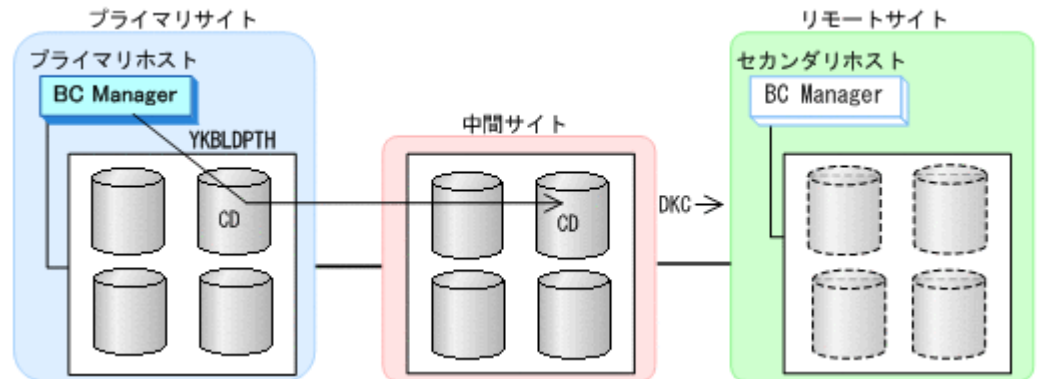 プライマリサイト
リモートサイト
プライマリホスト
セカンダリホスト
BC Manager
BC Manager
中間サイト
YKBLDPTH
CD
CD
DKC